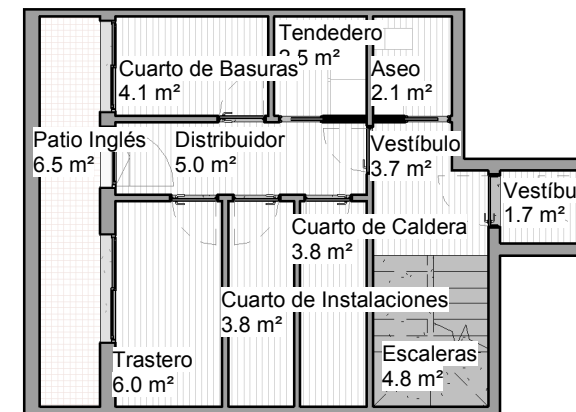 Tendedero
2.5 m²
Cuarto de Basuras
4.1 m²
Aseo
2.1 m²
Patio Inglés
6.5 m²
Distribuidor
5.0 m²
Vestíbulo
3.7 m²
Vestíbu
1.7 m²
Cuarto de Caldera
3.8 m²
Cuarto de Instalaciones
3.8 m²
Trastero
6.0 m²
Escaleras
4.8 m²